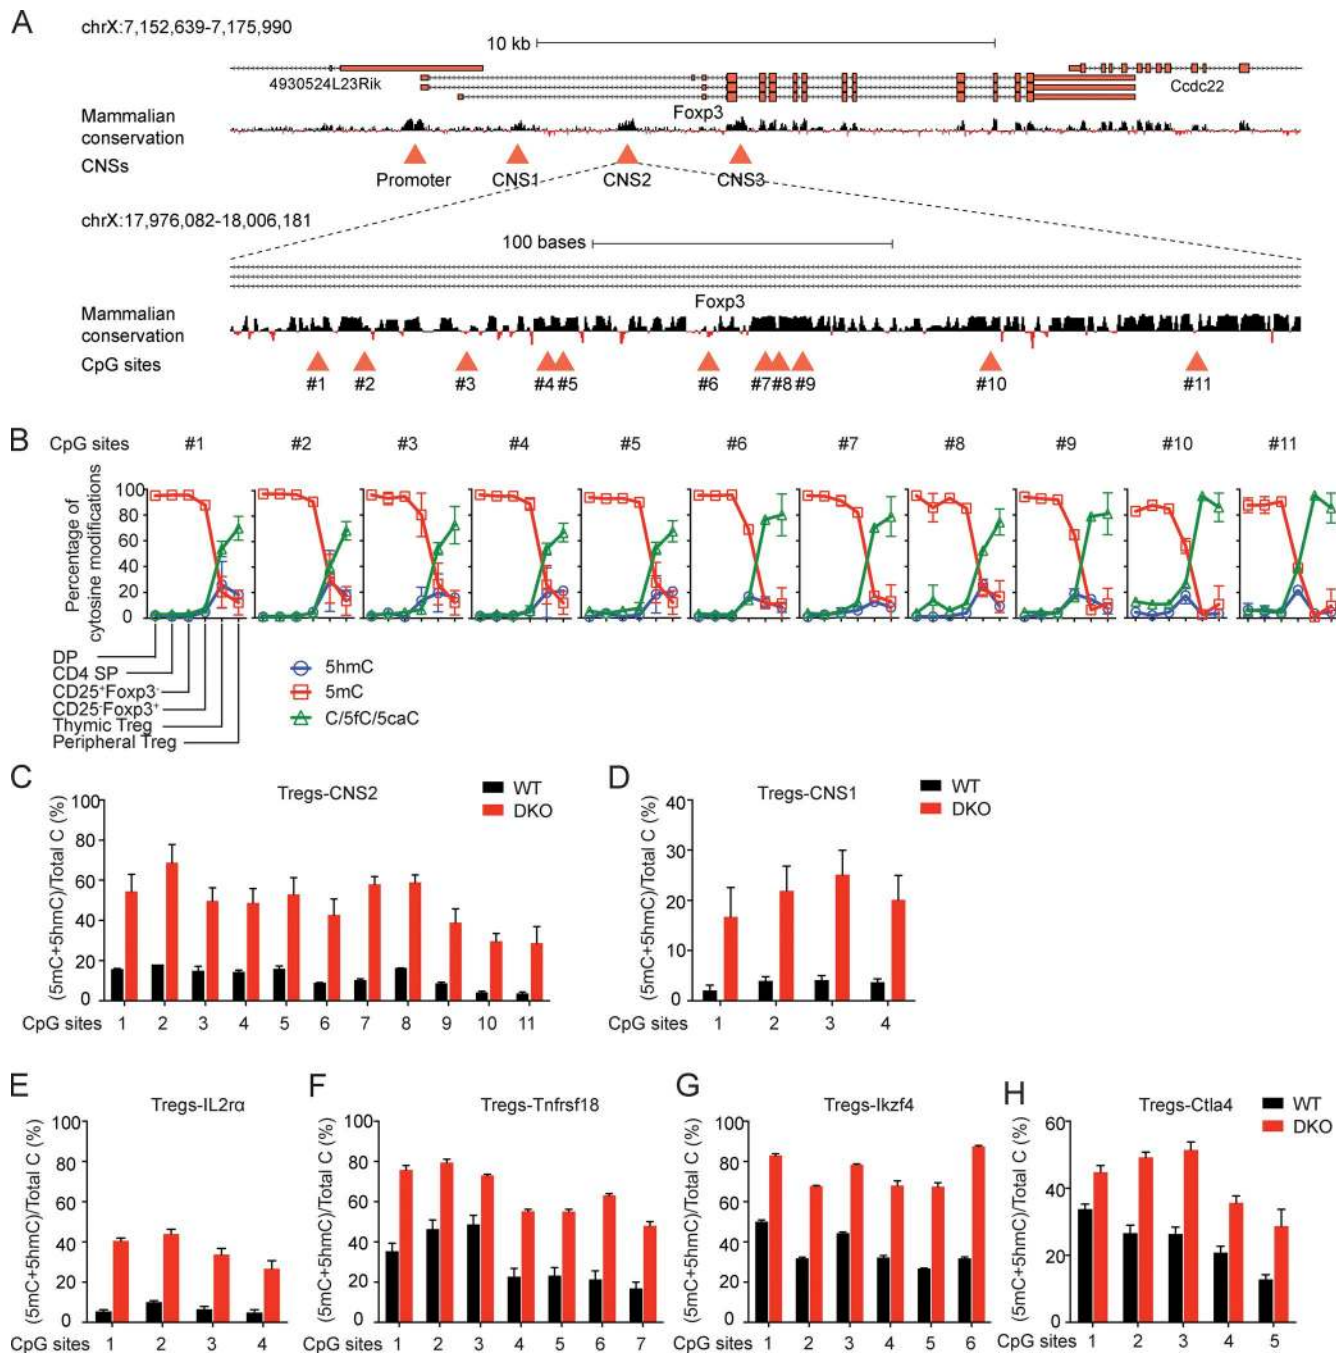 A
chrX:7,152,639-7,175,990
10 kb
4930524L23Rik
Ccdc22
Foxp3
Mammalian
conservation
CNSs
Promoter CNS1 CNS2 CNS3
chrX:17,976,082-18,006,181
100 bases
Foxp3
Mammalian
conservation
CpG sites
#1 #2 #3 #4 #5 #6 #7 #8 #9 #10 #11
B
CpG sites #1 #2 #3 #4 #5 #6 #7 #8 #9 #10 #11
Percentage of
cytosine modifications
100
80
60
40
20
0
DP
CD4 SP
CD25⁺Foxp3⁻
CD25⁻Foxp3⁺
Thymic Treg
Peripheral Treg
5hmC
5mC
C/5fC/5caC
C
Tregs-CNS2
WT
DKO
(5mC+5hmC)/Total C (%)
100
80
60
40
20
0
CpG sites 1 2 3 4 5 6 7 8 9 10 11
D
Tregs-CNS1
WT
DKO
(5mC+5hmC)/Total C (%)
40
30
20
10
0
CpG sites 1 2 3 4
E
Tregs-IL2rα
(5mC+5hmC)/Total C (%)
100
80
60
40
20
0
CpG sites 1 2 3 4
F
Tregs-Tnfrsf18
(5mC+5hmC)/Total C (%)
100
80
60
40
20
0
CpG sites 1 2 3 4 5 6 7
G
Tregs-Ikzf4
(5mC+5hmC)/Total C (%)
100
80
60
40
20
0
CpG sites 1 2 3 4 5 6
H
Tregs-Ctla4
WT
DKO
(5mC+5hmC)/Total C (%)
60
40
20
0
CpG sites 1 2 3 4 5